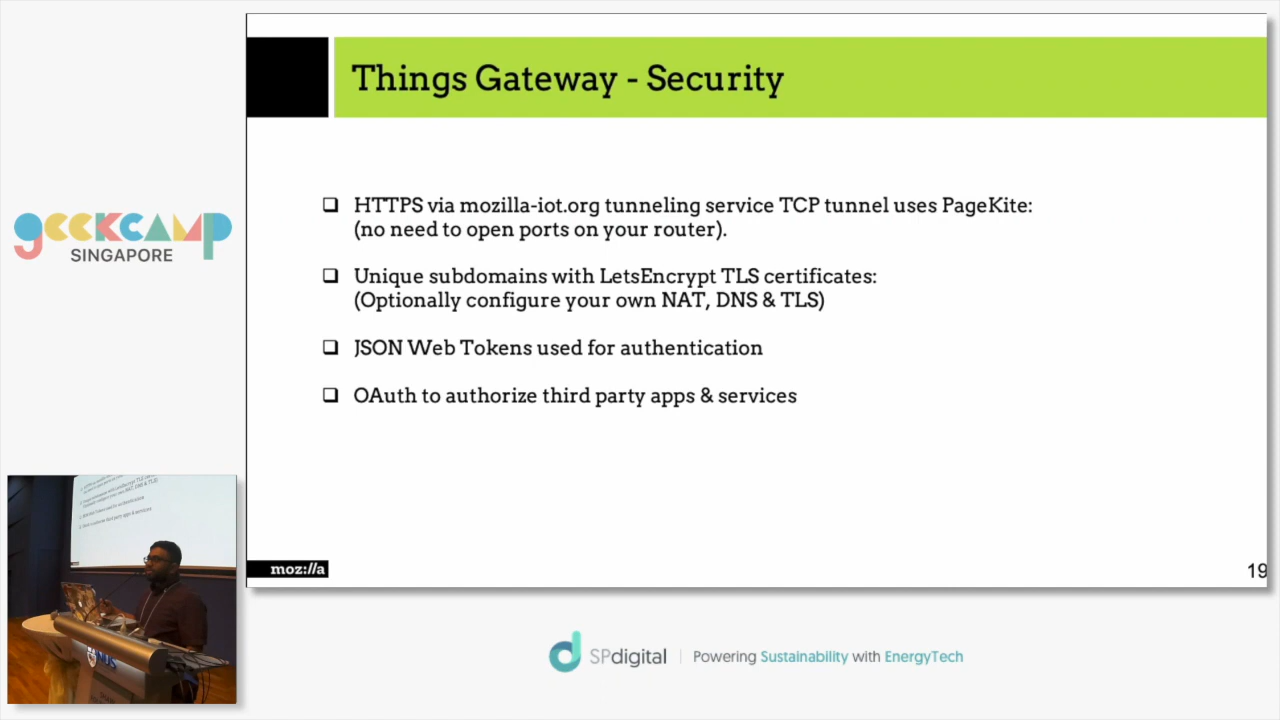 Things Gateway - Security
HTTPS via mozilla-iot.org tunneling service TCP tunnel uses PageKite:
(no need to open ports on your router).
Unique subdomains with LetsEncrypt TLS certificates:
(Optionally configure your own NAT, DNS & TLS)
JSON Web Tokens used for authentication
OAuth to authorize third party apps & services
moz://a
19
geekcamp
SINGAPORE
NUS
SPdigital
Powering Sustainability with EnergyTech